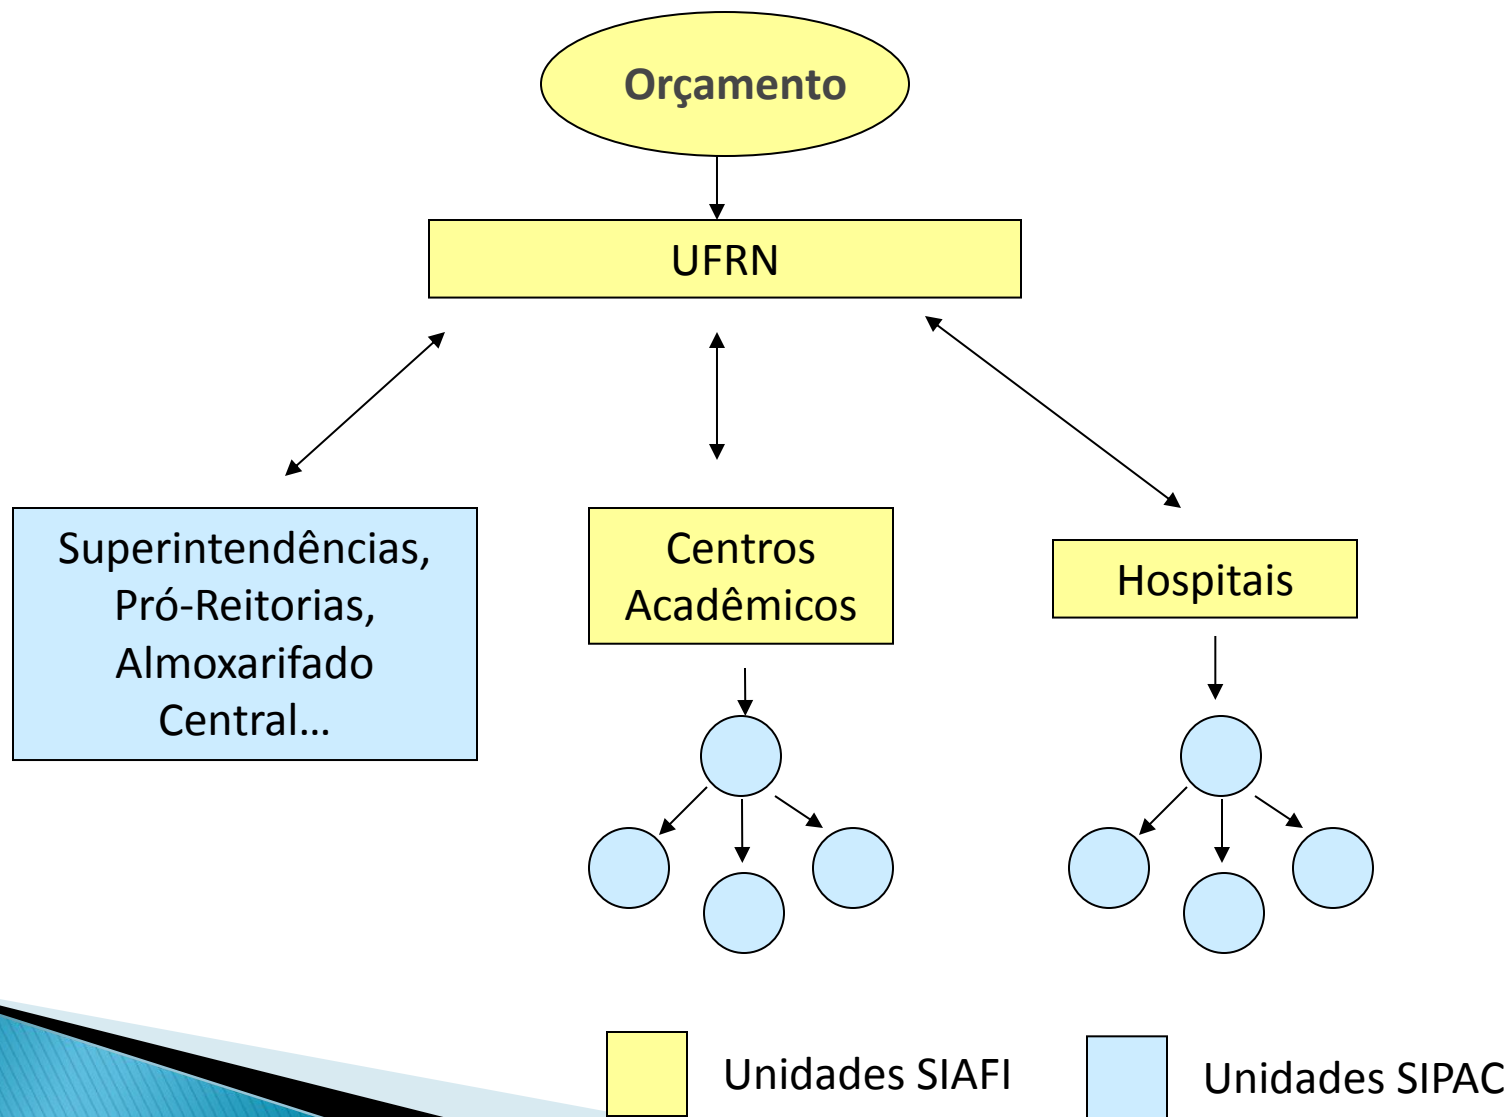 Orçamento
UFRN
Superintendências,
Pró-Reitorias,
Almoxarifado
Central...
Centros
Acadêmicos
Hospitais
Unidades SIAFI
Unidades SIPAC